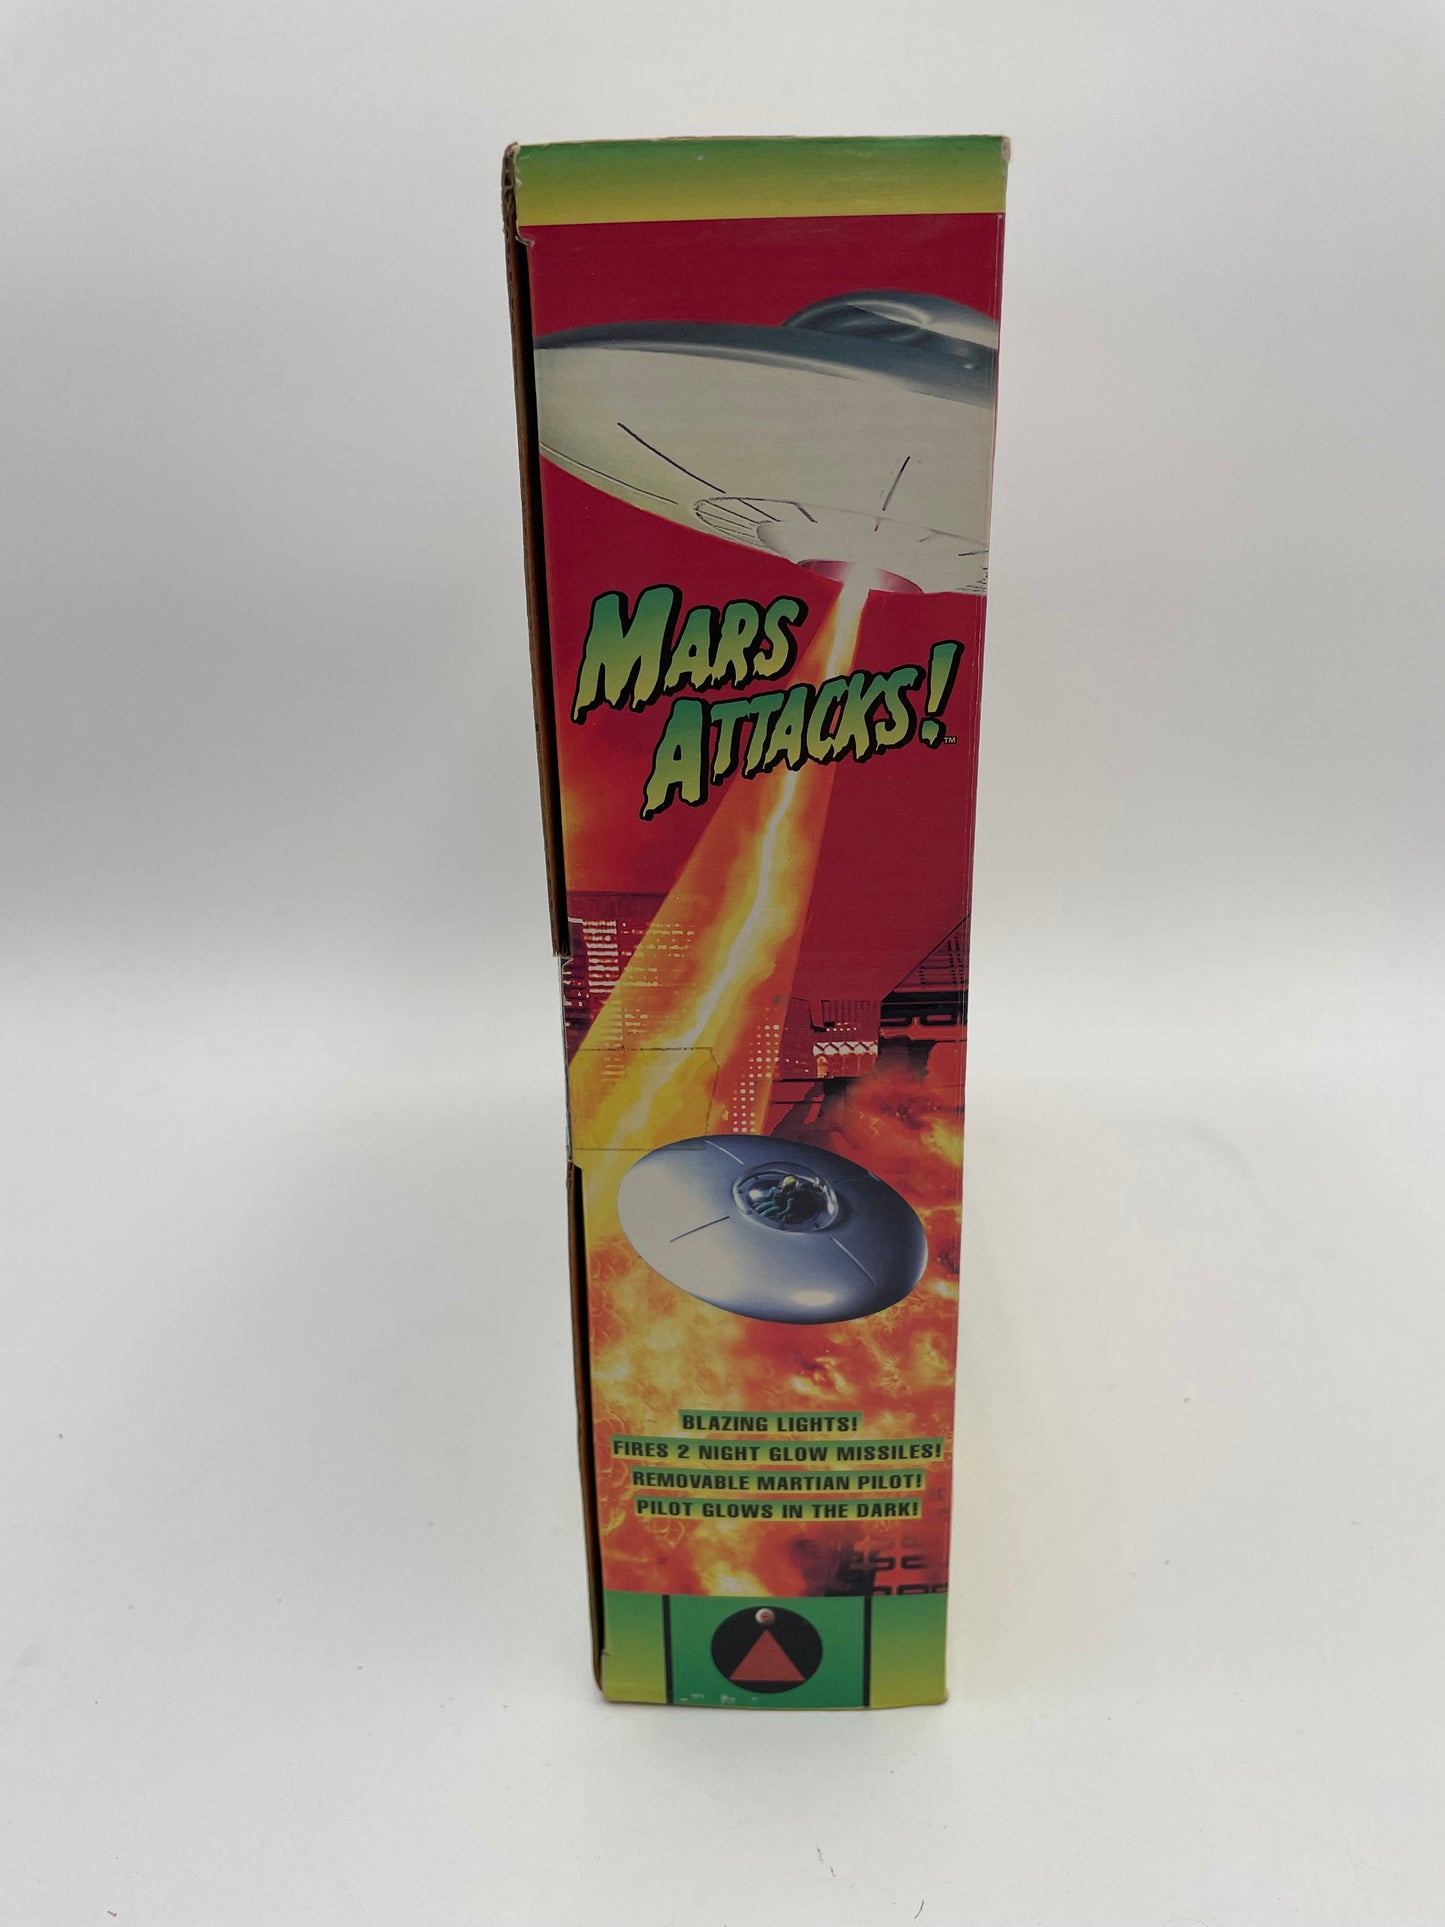 MARS
ATTACKS!™
BLAZING LIGHTS!
FIRES 2 NIGHT GLOW MISSILES!
REMOVABLE MARTIAN PILOT!
PILOT GLOWS IN THE DARK!